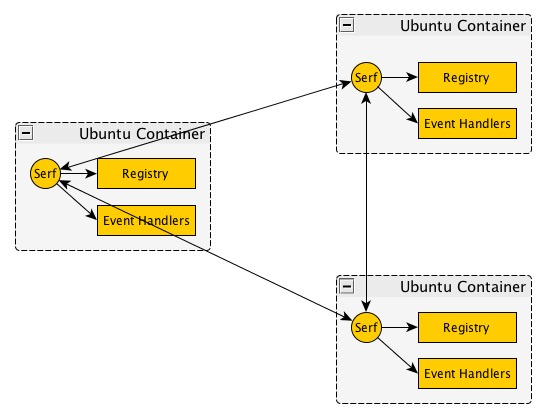 Ubuntu Container
Serf
Registry
Event Handlers
Ubuntu Container
Serf
Registry
Event Handlers
Ubuntu Container
Serf
Registry
Event Handlers